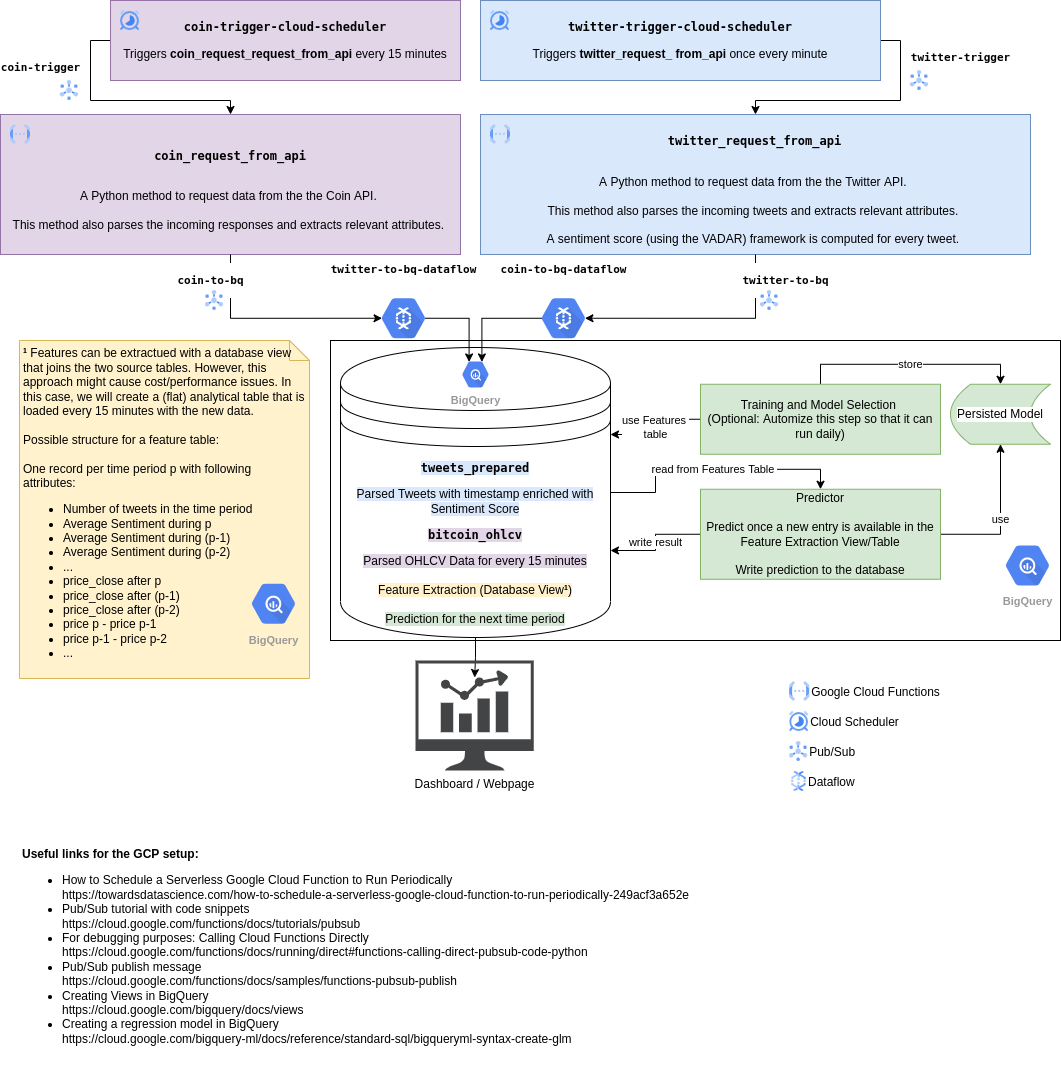 coin-trigger-cloud-scheduler
Triggers coin_request_request_from_api every 15 minutes
twitter-trigger-cloud-scheduler
Triggers twitter_request_ from_api once every minute
coin-trigger
twitter-trigger
coin_request_from_api
A Python method to request data from the the Coin API.
This method also parses the incoming responses and extracts relevant attributes.
twitter_request_from_api
A Python method to request data from the the Twitter API.
This method also parses the incoming tweets and extracts relevant attributes.
A sentiment score (using the VADAR) framework is computed for every tweet.
coin-to-bq
twitter-to-bq-dataflow
coin-to-bq-dataflow
twitter-to-bq
¹ Features can be extractued with a database view
that joins the two source tables. However, this
approach might cause cost/performance issues. In
this case, we will create a (flat) analytical table that is
loaded every 15 minutes with the new data.
Possible structure for a feature table:
One record per time period p with following
attributes:
• Number of tweets in the time period
• Average Sentiment during p
• Average Sentiment during (p-1)
• Average Sentiment during (p-2)
• ...
• price_close after p
• price_close after (p-1)
• price_close after (p-2)
• price p - price p-1
• price p-1 - price p-2
• ...
BigQuery
BigQuery
tweets_prepared
Parsed Tweets with timestamp enriched with
Sentiment Score
bitcoin_ohlcv
Parsed OHLCV Data for every 15 minutes
Feature Extraction (Database View¹)
Prediction for the next time period
use Features
table
Training and Model Selection
(Optional: Automize this step so that it can
run daily)
store
Persisted Model
read from Features Table
Predictor
Predict once a new entry is available in the
Feature Extraction View/Table
Write prediction to the database
write result
use
BigQuery
Dashboard / Webpage
Google Cloud Functions
Cloud Scheduler
Pub/Sub
Dataflow
Useful links for the GCP setup:
• How to Schedule a Serverless Google Cloud Function to Run Periodically
https://towardsdatascience.com/how-to-schedule-a-serverless-google-cloud-function-to-run-periodically-249acf3a652e
• Pub/Sub tutorial with code snippets
https://cloud.google.com/functions/docs/tutorials/pubsub
• For debugging purposes: Calling Cloud Functions Directly
https://cloud.google.com/functions/docs/running/direct#functions-calling-direct-pubsub-code-python
• Pub/Sub publish message
https://cloud.google.com/functions/docs/samples/functions-pubsub-publish
• Creating Views in BigQuery
https://cloud.google.com/bigquery/docs/views
• Creating a regression model in BigQuery
https://cloud.google.com/bigquery-ml/docs/reference/standard-sql/bigqueryml-syntax-create-glm